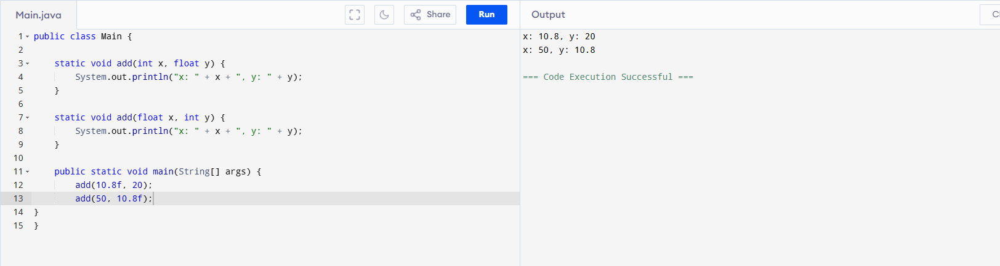 Main.java Share Run Output
1 public class Main {
2
3 static void add(int x, float y) {
4 System.out.println("x: " + x + ", y: " + y);
5 }
6
7 static void add(float x, int y) {
8 System.out.println("x: " + x + ", y: " + y);
9 }
10
11 public static void main(String[] args) {
12 add(10.8f, 20);
13 add(50, 10.8f);
14 }
15 }
x: 10.8, y: 20
x: 50, y: 10.8
=== Code Execution Successful ===